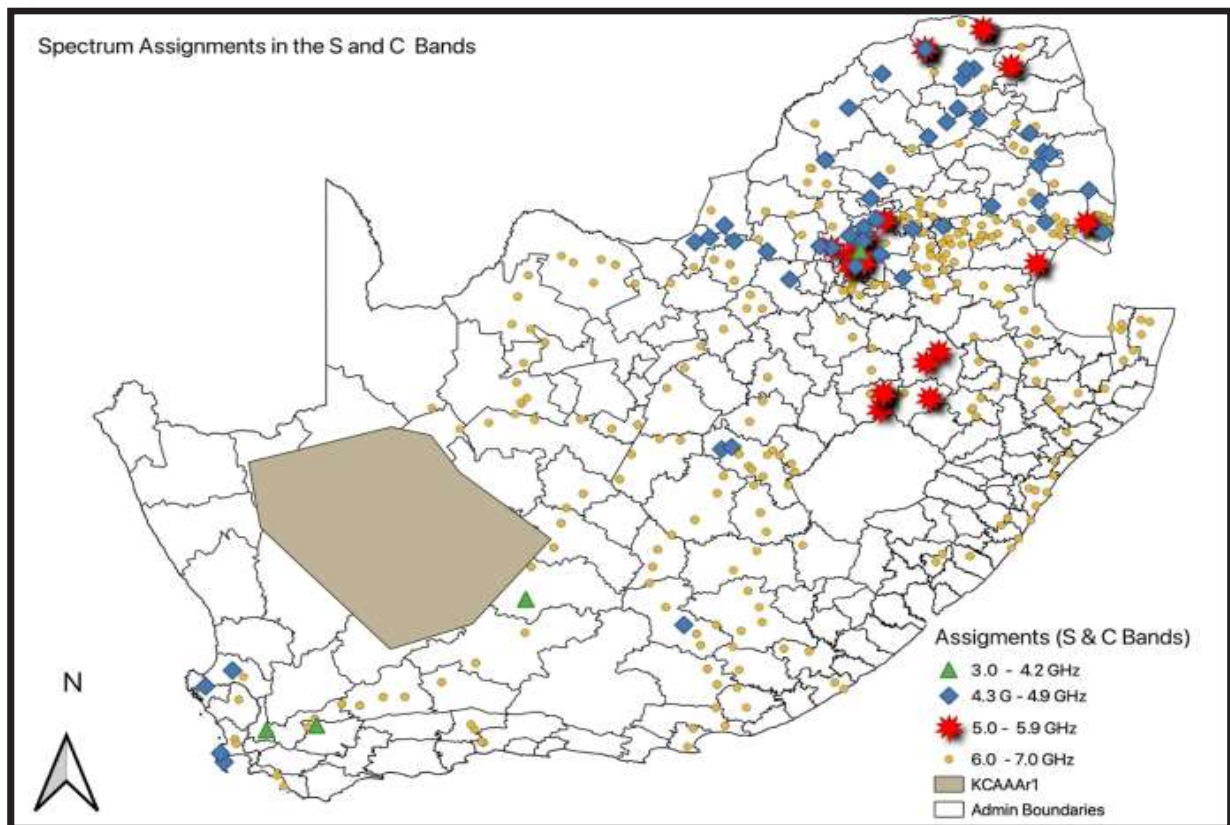 Spectrum Assignments in the S and C Bands
N
Assigments (S & C Bands)
3.0 - 4.2 GHz
4.3 G - 4.9 GHz
5.0 - 5.9 GHz
6.0 - 7.0 GHz
KCAAAr1
Admin Boundaries